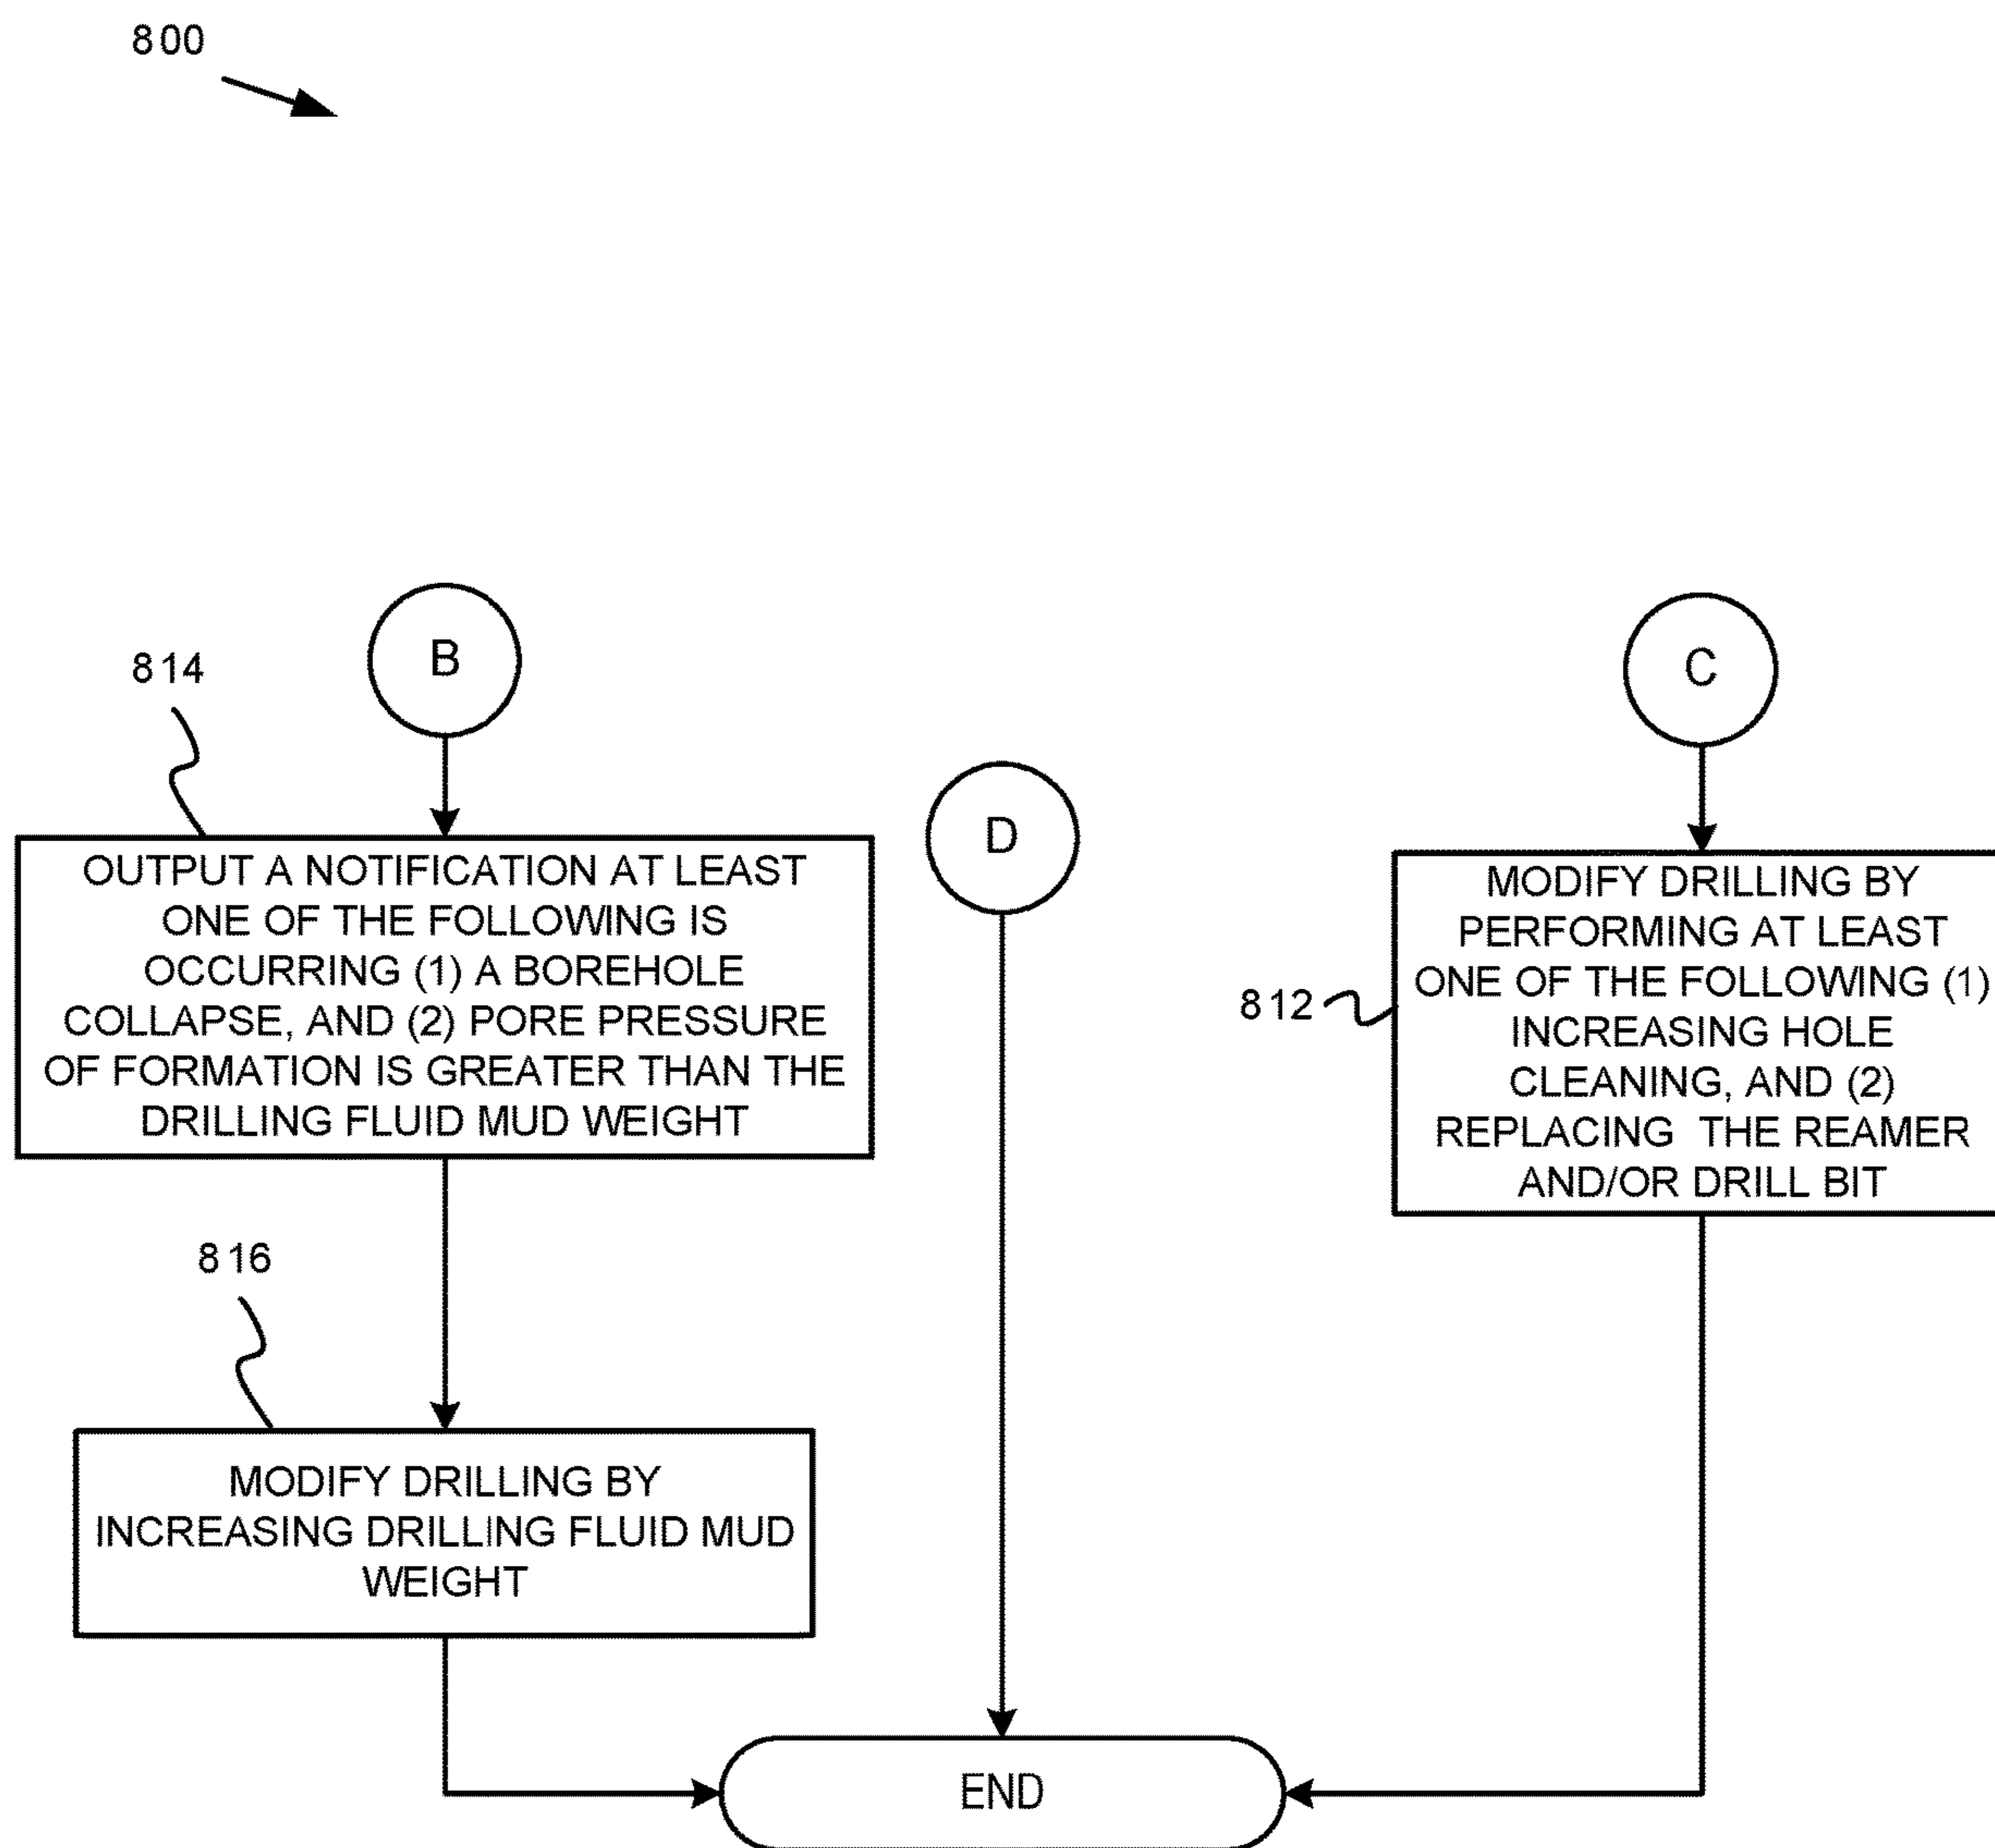 800
B
814
OUTPUT A NOTIFICATION AT LEAST
ONE OF THE FOLLOWING IS
OCCURRING (1) A BOREHOLE
COLLAPSE, AND (2) PORE PRESSURE
OF FORMATION IS GREATER THAN THE
DRILLING FLUID MUD WEIGHT
816
MODIFY DRILLING BY
INCREASING DRILLING FLUID MUD
WEIGHT
D
C
812
MODIFY DRILLING BY
PERFORMING AT LEAST
ONE OF THE FOLLOWING (1)
INCREASING HOLE
CLEANING, AND (2)
REPLACING THE REAMER
AND/OR DRILL BIT
END